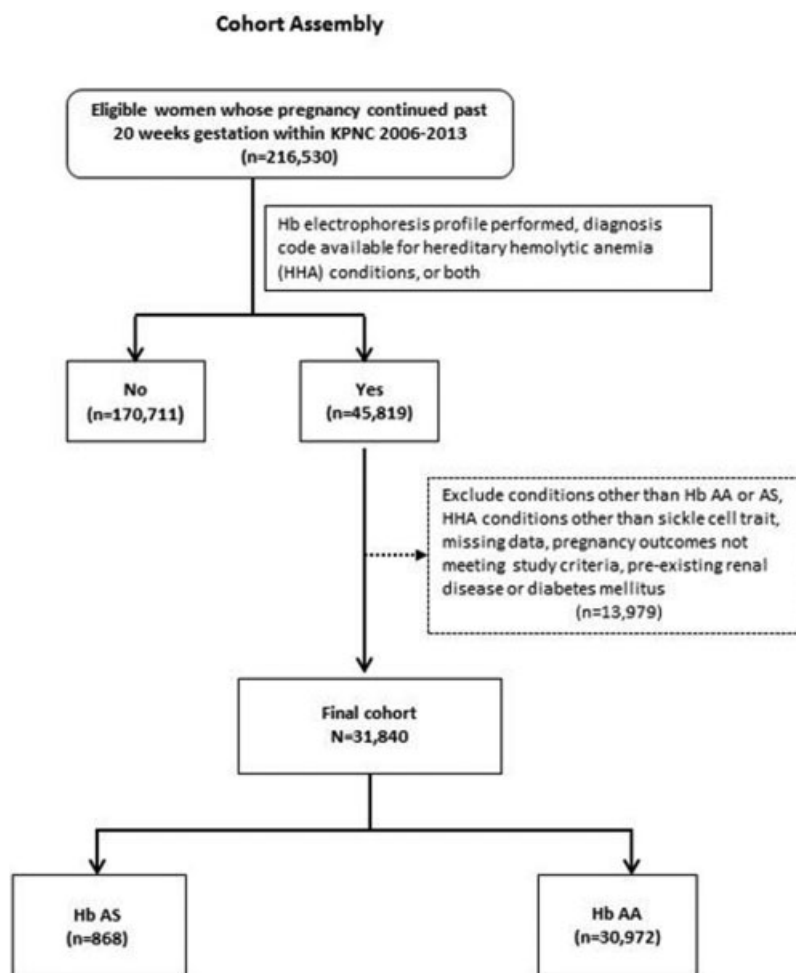 Cohort Assembly
Eligible women whose pregnancy continued past
20 weeks gestation within KPNC 2006-2013
(n=216,530)
Hb electrophoresis profile performed, diagnosis
code available for hereditary hemolytic anemia
(HHA) conditions, or both
No
(n=170,711)
Yes
(n=45,819)
Exclude conditions other than Hb AA or AS,
HHA conditions other than sickle cell trait,
missing data, pregnancy outcomes not
meeting study criteria, pre-existing renal
disease or diabetes mellitus
(n=13,979)
Final cohort
N=31,840
Hb AS
(n=868)
Hb AA
(n=30,972)